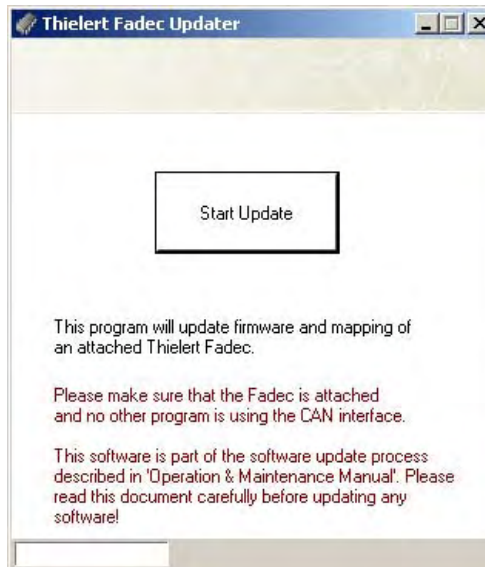 Thielert Fadec Updater
Start Update
This program will update firmware and mapping of
an attached Thielert Fadec.
Please make sure that the Fadec is attached
and no other program is using the CAN interface.
This software is part of the software update process
described in 'Operation & Maintenance Manual'. Please
read this document carefully before updating any
software!